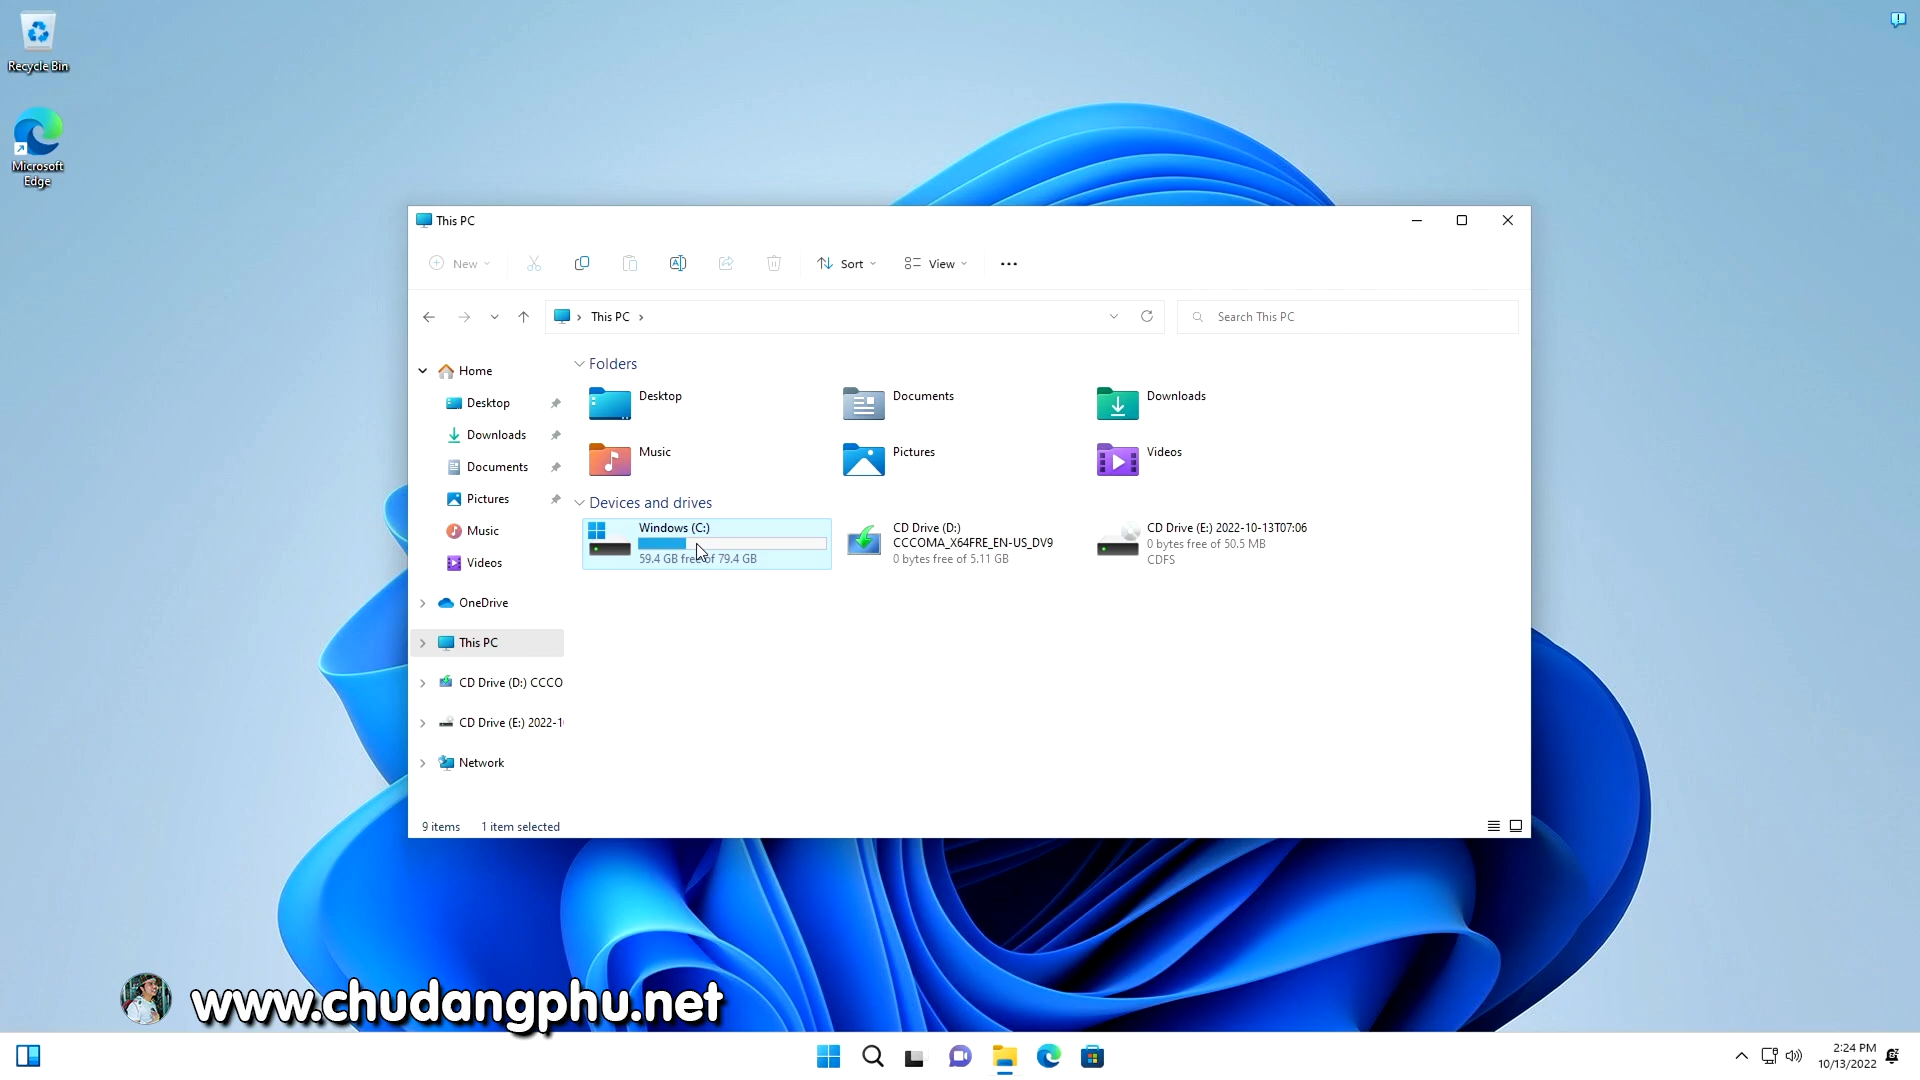 Recycle Bin
Microsoft
Edge
This PC
New
Sort
View
This PC
Search This PC
Home
Desktop
Downloads
Documents
Pictures
Music
Videos
OneDrive
This PC
CD Drive (D:) CCCO
CD Drive (E:) 2022-1
Network
Folders
Desktop
Documents
Downloads
Music
Pictures
Videos
Devices and drives
Windows (C:)
59.4 GB free of 79.4 GB
CD Drive (D:)
CCCOMA_X64FRE_EN-US_DV9
0 bytes free of 5.11 GB
CD Drive (E:) 2022-10-13T07:06
0 bytes free of 50.5 MB
CDFS
9 items
1 item selected
www.chudangphu.net
2:24 PM
10/13/2022